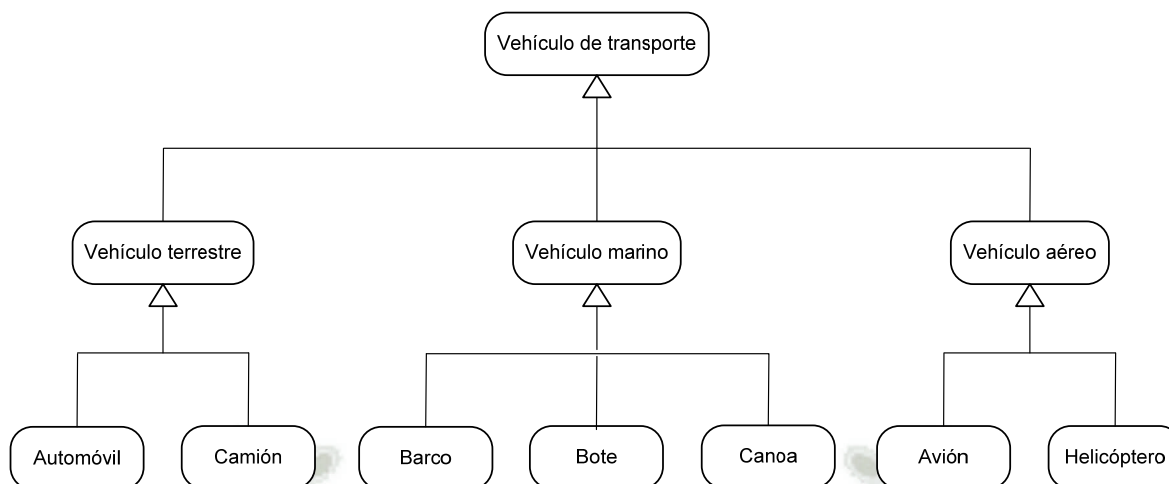 Vehículo de transporte
Vehículo terrestre
Vehículo marino
Vehículo aéreo
Automóvil
Camión
Barco
Bote
Canoa
Avión
Helicóptero